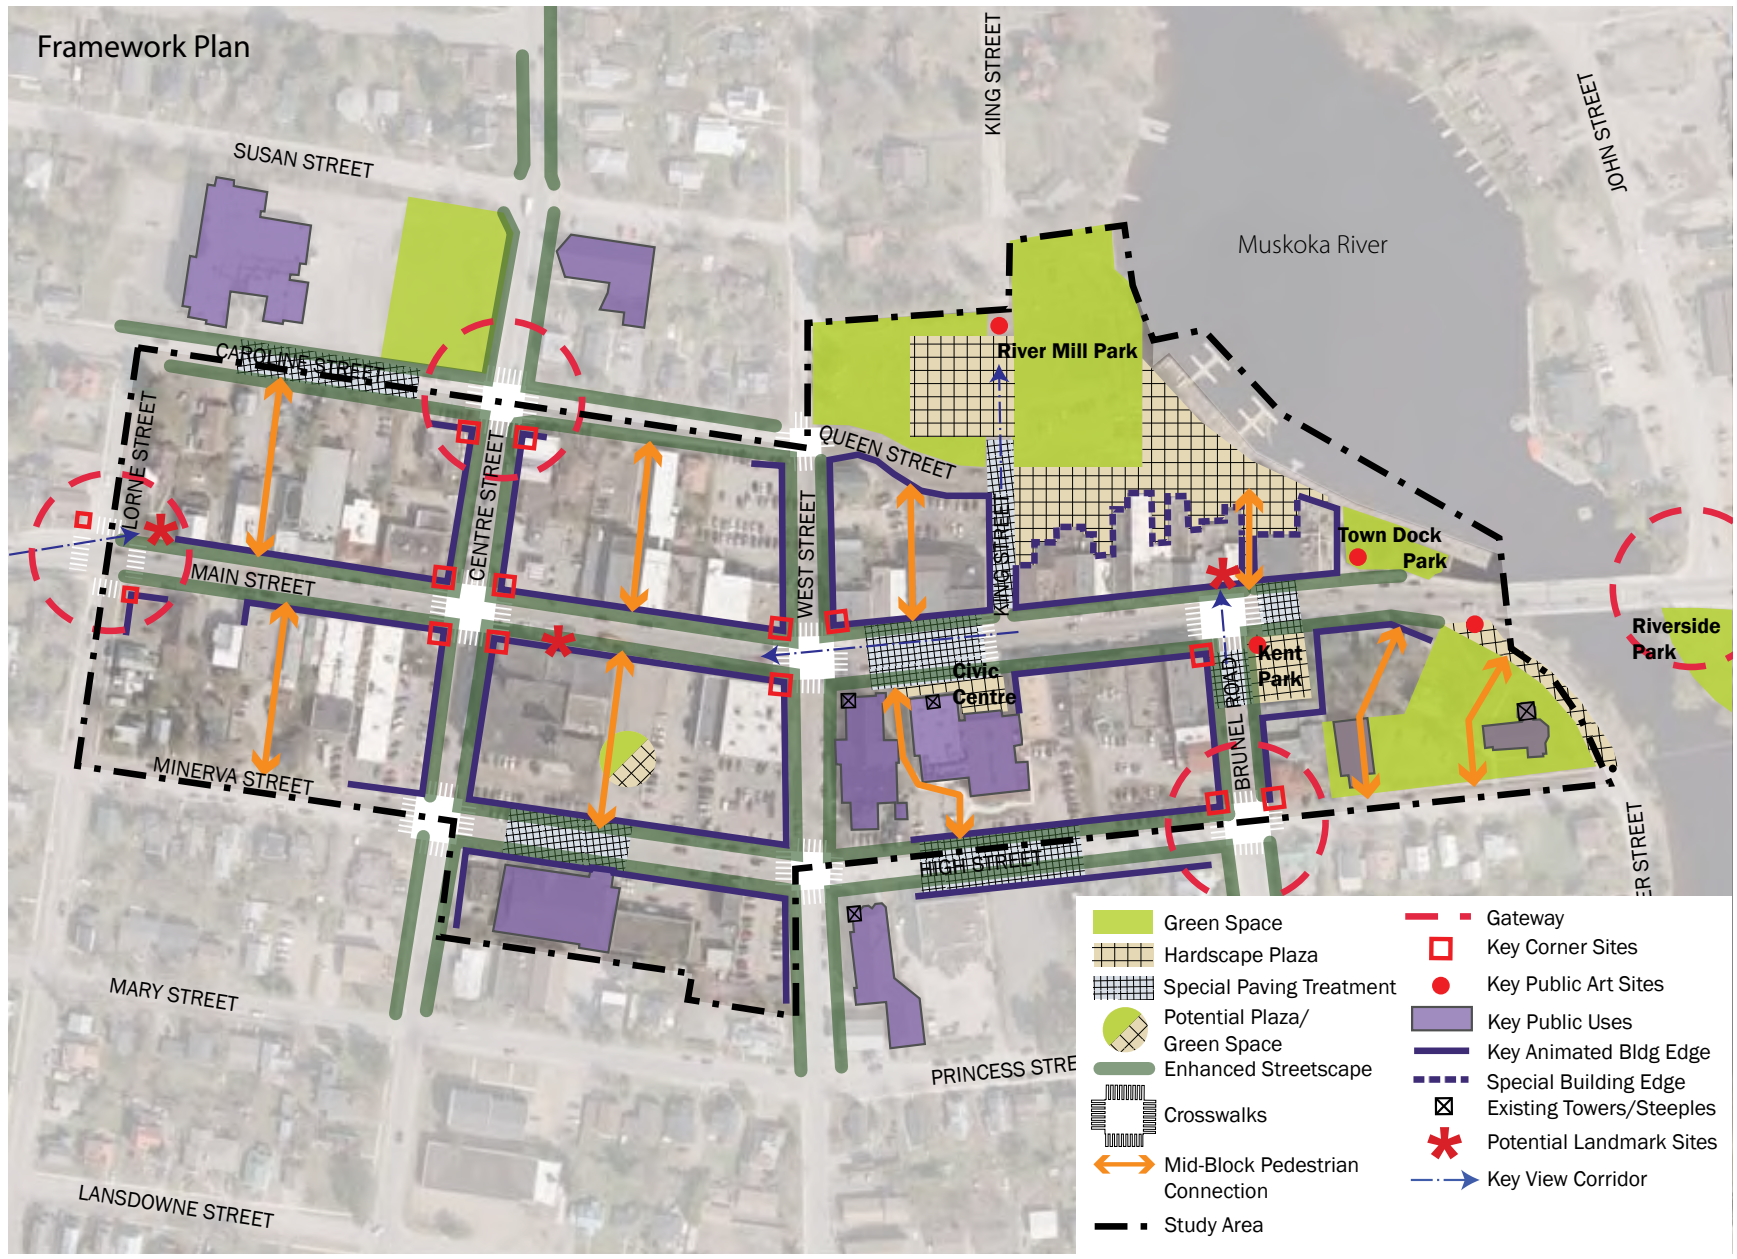 Framework Plan
KING STREET
JOHN STREET
SUSAN STREET
Muskoka River
CAROLINE STREET
River Mill Park
LORNE STREET
QUEEN STREET
CENTRE STREET
WEST STREET
KING STREET
Town Dock
Park
MAIN STREET
Riverside
Park
Kent
Park
Civic
Centre
BRUNEL ROAD
MINERVA STREET
HIGH STREET
ER STREET
MARY STREET
PRINCESS STRE
LANSDOWNE STREET
Green Space
Hardscape Plaza
Special Paving Treatment
Potential Plaza/
Green Space
Enhanced Streetscape
Crosswalks
Mid-Block Pedestrian
Connection
Study Area
Gateway
Key Corner Sites
Key Public Art Sites
Key Public Uses
Key Animated Bldg Edge
Special Building Edge
Existing Towers/Steeples
Potential Landmark Sites
Key View Corridor